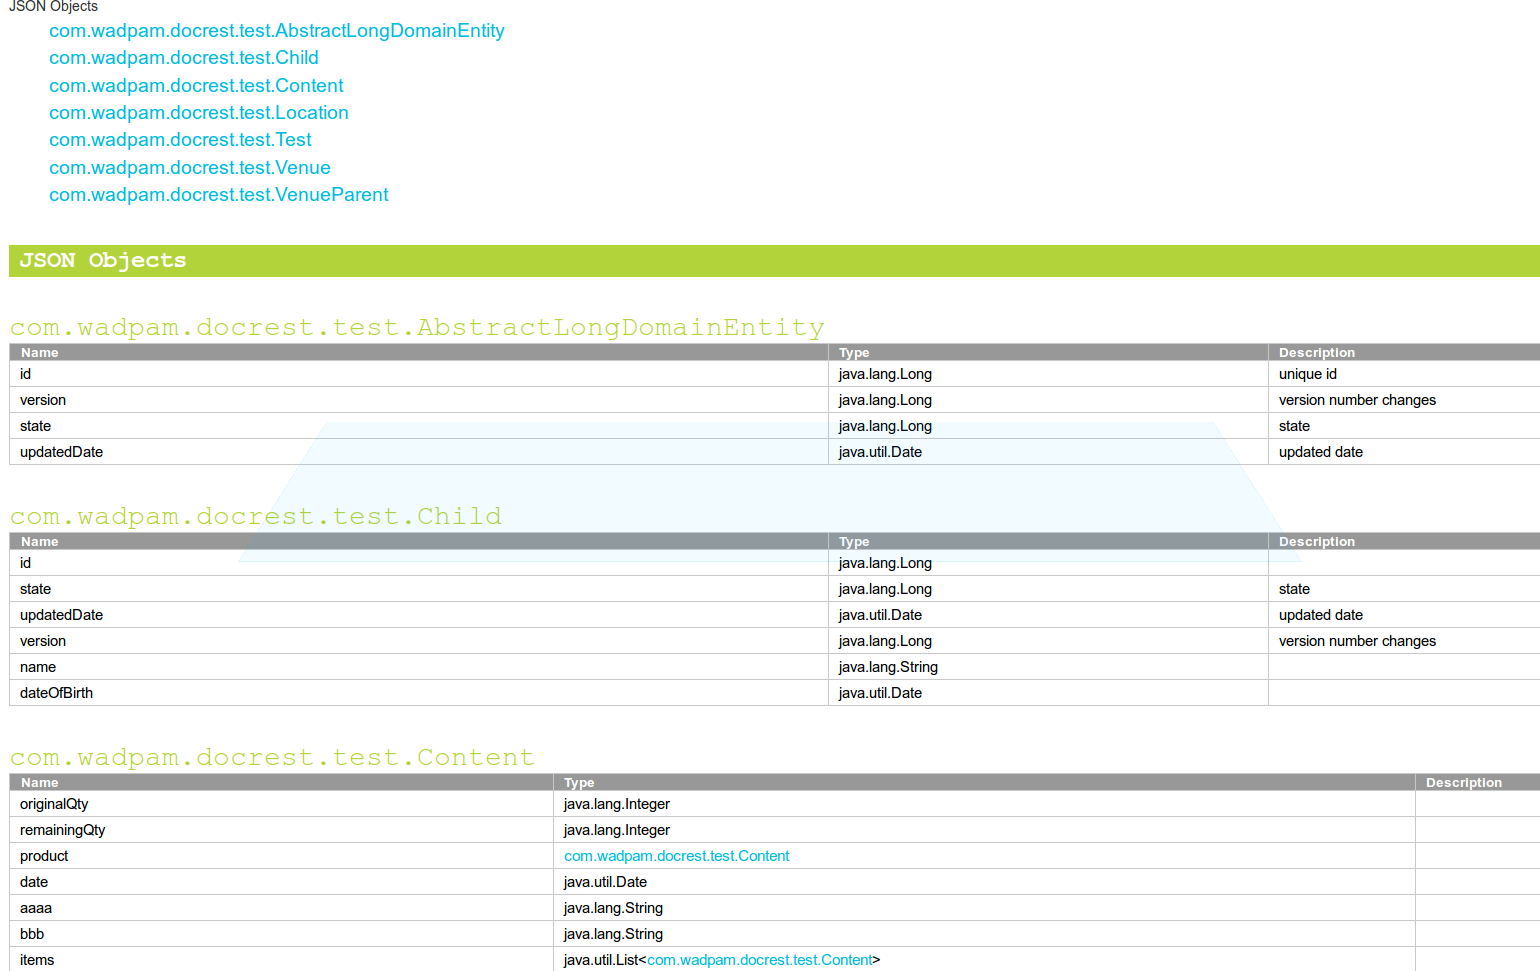 JSON Objects
com.wadpam.docrest.test.AbstractLongDomainEntity
com.wadpam.docrest.test.Child
com.wadpam.docrest.test.Content
com.wadpam.docrest.test.Location
com.wadpam.docrest.test.Test
com.wadpam.docrest.test.Venue
com.wadpam.docrest.test.VenueParent
JSON Objects
com.wadpam.docrest.test.AbstractLongDomainEntity
Name Type Description
id java.lang.Long unique id
version java.lang.Long version number changes
state java.lang.Long state
updatedDate java.util.Date updated date
com.wadpam.docrest.test.Child
Name Type Description
id java.lang.Long
state java.lang.Long state
updatedDate java.util.Date updated date
version java.lang.Long version number changes
name java.lang.String
dateOfBirth java.util.Date
com.wadpam.docrest.test.Content
Name Type Description
originalQty java.lang.Integer
remainingQty java.lang.Integer
product com.wadpam.docrest.test.Content
date java.util.Date
aaaa java.lang.String
bbb java.lang.String
items java.util.List<com.wadpam.docrest.test.Content>